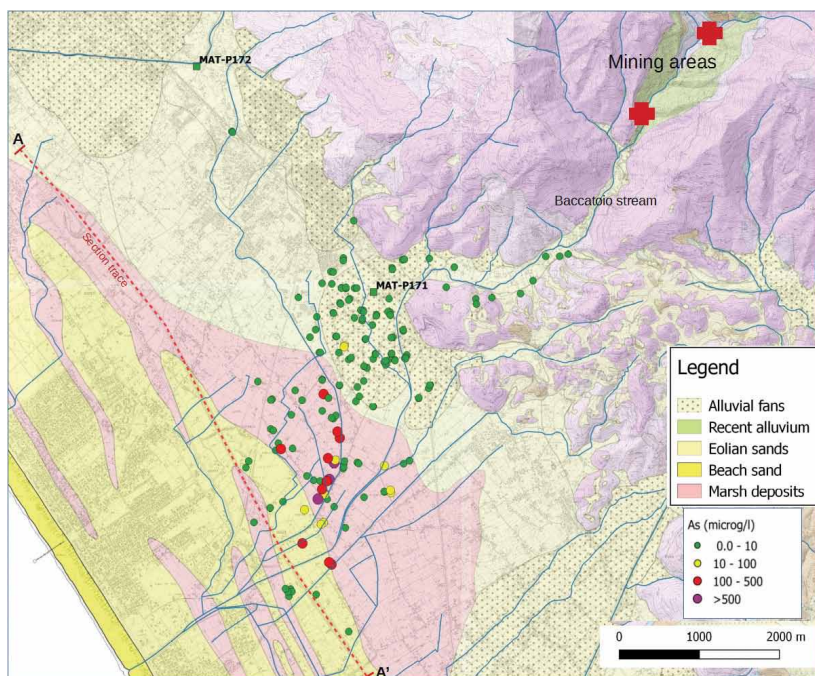 MAT-P172
Mining areas
A
Baccatoio stream
Section trace
MAT-P171
Legend
Alluvial fans
Recent alluvium
Eolian sands
Beach sand
Marsh deposits
As (microg/l)
0.0 - 10
10 - 100
100 - 500
>500
0 1000 2000 m
A'